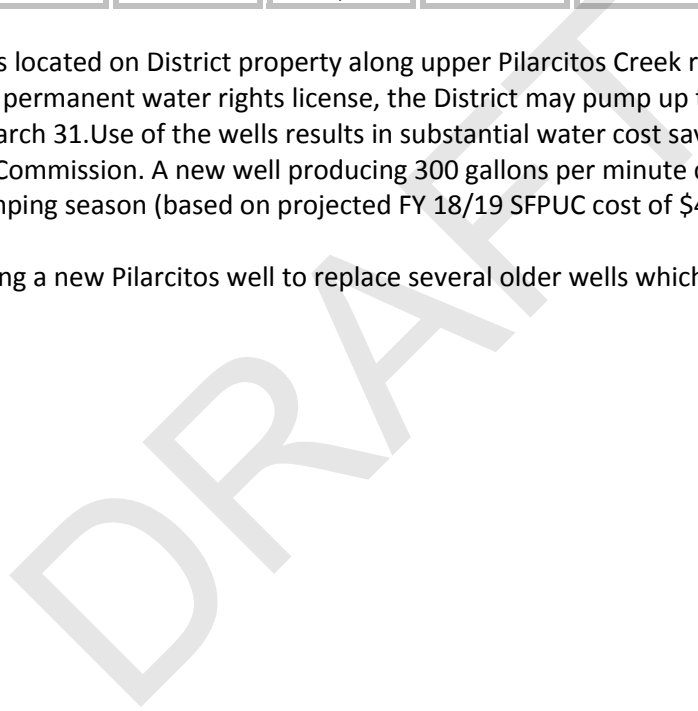 s located on District property along upper Pilarcitos Creek
permanent water rights license, the District may pump up
arch 31.Use of the wells results in substantial water cost
Commission. A new well producing 300 gallons per minute
ping season (based on projected FY 18/19 SFPUC cost of
ng a new Pilarcitos well to replace several older wells which
DRAFT